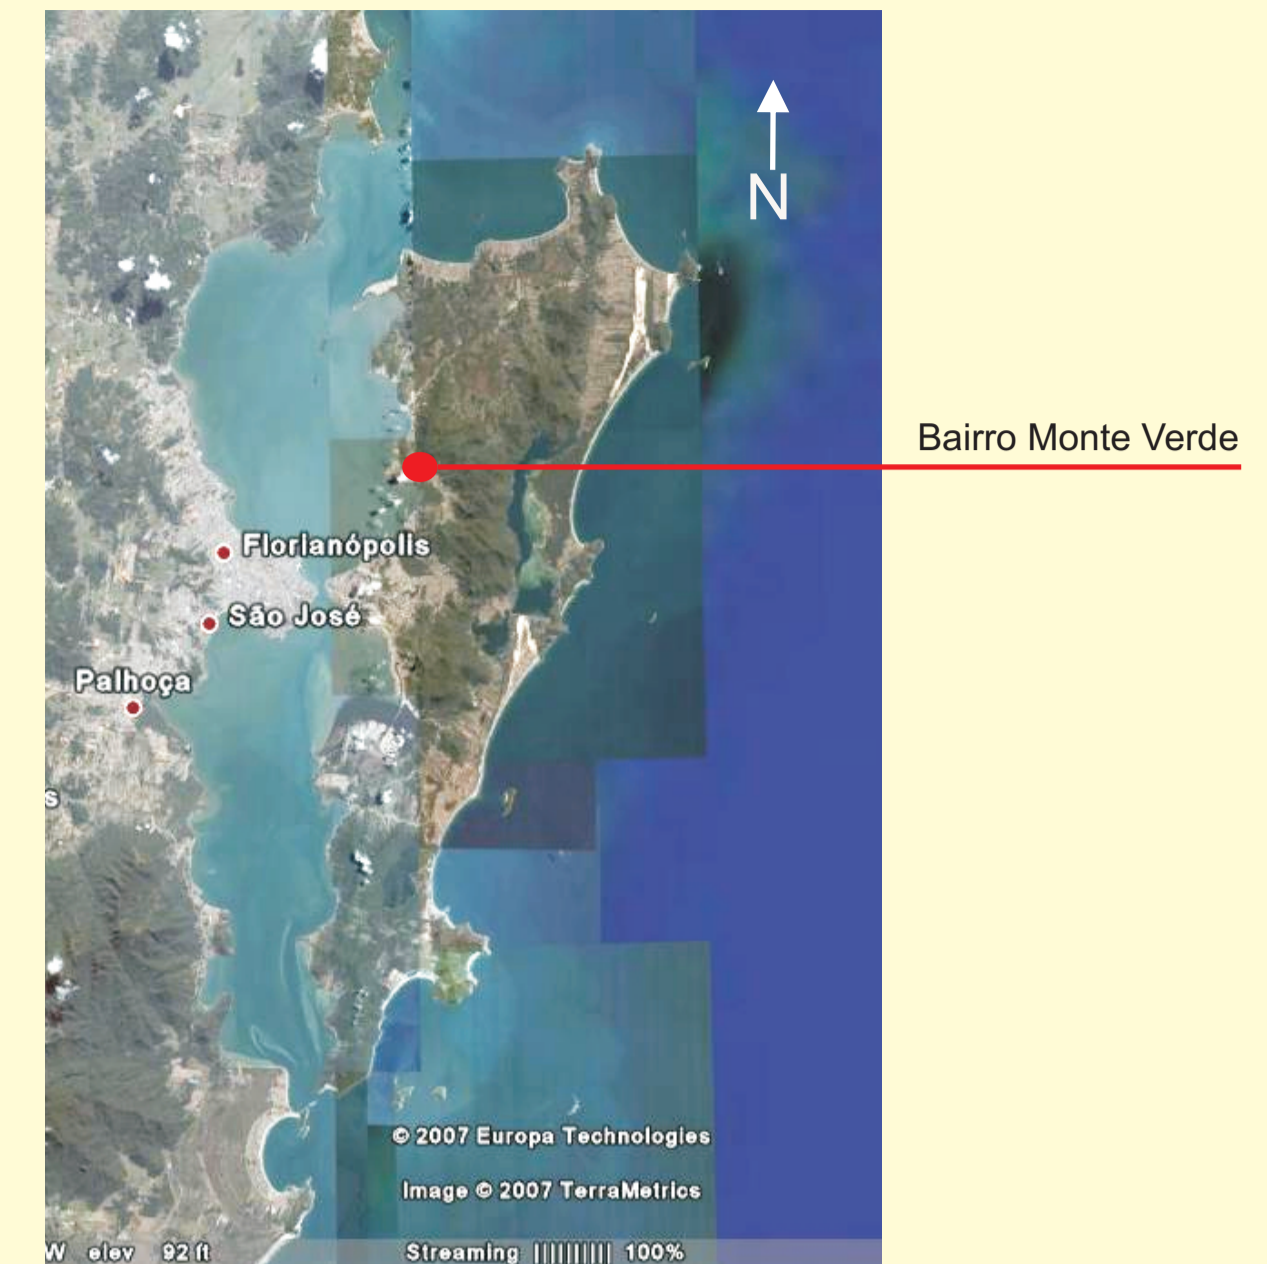 N
Bairro Monte Verde
Florianópolis
São José
Palhoça
s
© 2007 Europa Technologies
Image © 2007 TerraMetrics
W elev 92 ft Streaming |||||||||| 100%